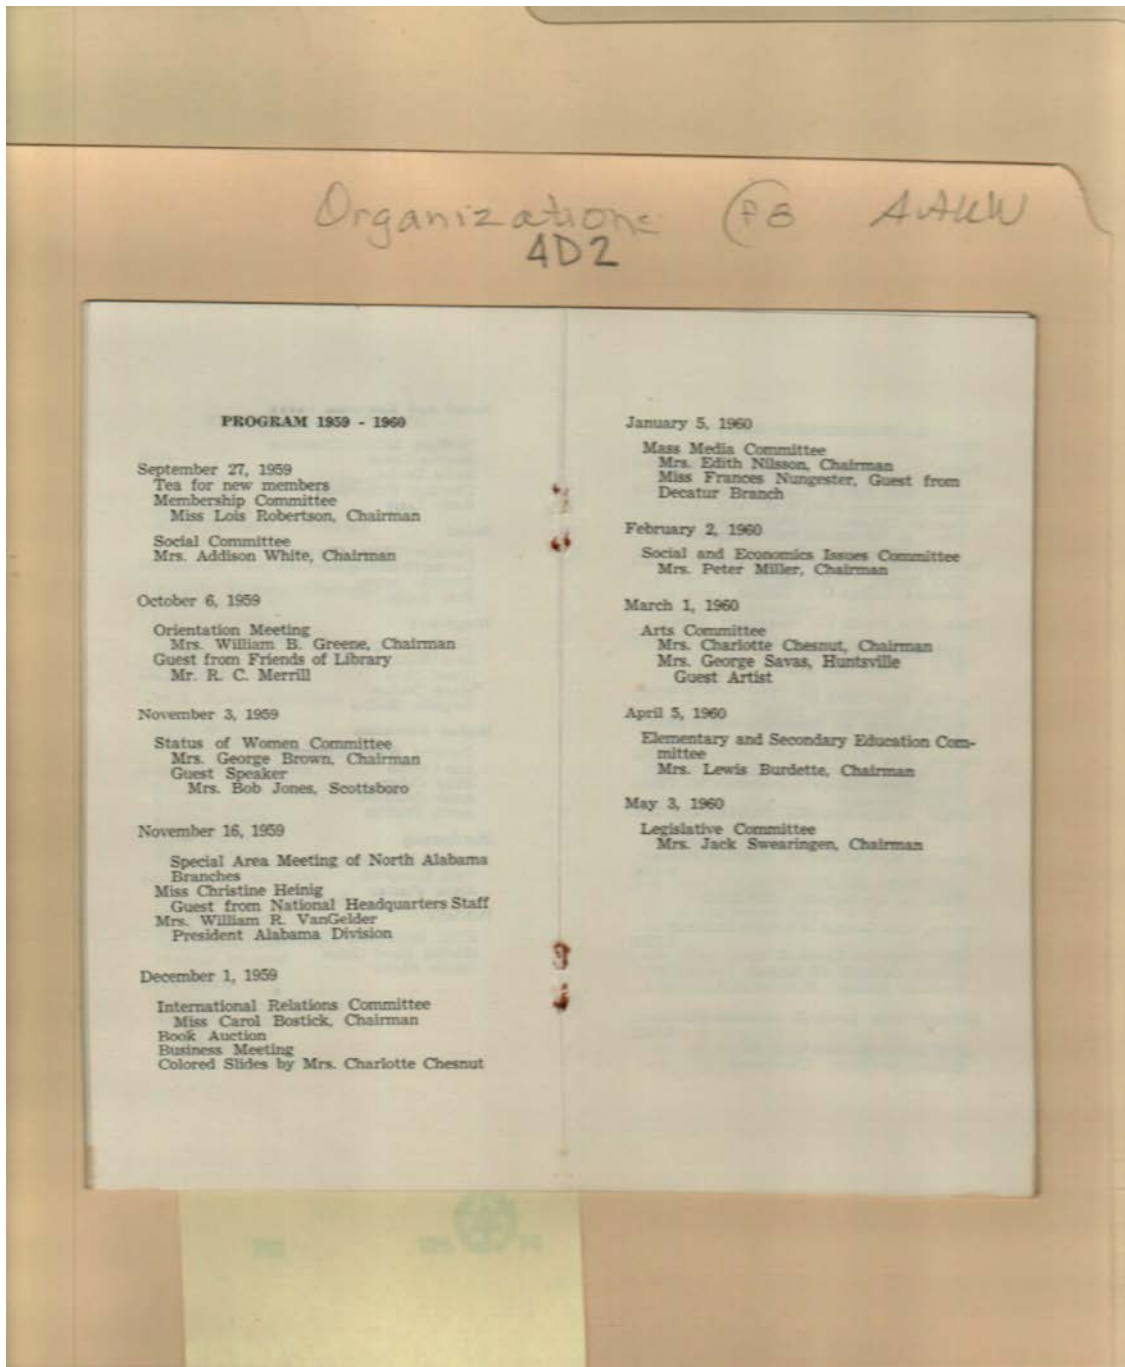 Organizations
AAUW
4D2
PROGRAM 1959 - 1960
September 27, 1959
Tea for new members
Membership Committee
Miss Lois Robertson, Chairman
Social Committee
Mrs. Addison White, Chairman
October 6, 1959
Orientation Meeting
Mrs. William B. Greene, Chairman
Guest from Friends of Library
Mr. R. C. Merrill
November 3, 1959
Status of Women Committee
Mrs. George Brown, Chairman
Guest Speaker
Mrs. Bob Jones, Scottsboro
November 16, 1959
Special Area Meeting of North Alabama
Branches
Miss Christine Heinig
Guest from National Headquarters Staff
Mrs. William R. VanGelder
President Alabama Division
December 1, 1959
International Relations Committee
Miss Carol Bostick, Chairman
Book Auction
Business Meeting
Colored Slides by Mrs. Charlotte Chesnut
January 5, 1960
Mass Media Committee
Mrs. Edith Nilsson, Chairman
Miss Frances Nungester, Guest from
Decatur Branch
February 2, 1960
Social and Economics Issues Committee
Mrs. Peter Miller, Chairman
March 1, 1960
Arts Committee
Mrs. Charlotte Chesnut, Chairman
Mrs. George Savas, Huntsville
Guest Artist
April 5, 1960
Elementary and Secondary Education Com-
mittee
Mrs. Lewis Burdette, Chairman
May 3, 1960
Legislative Committee
Mrs. Jack Swearingen, Chairman